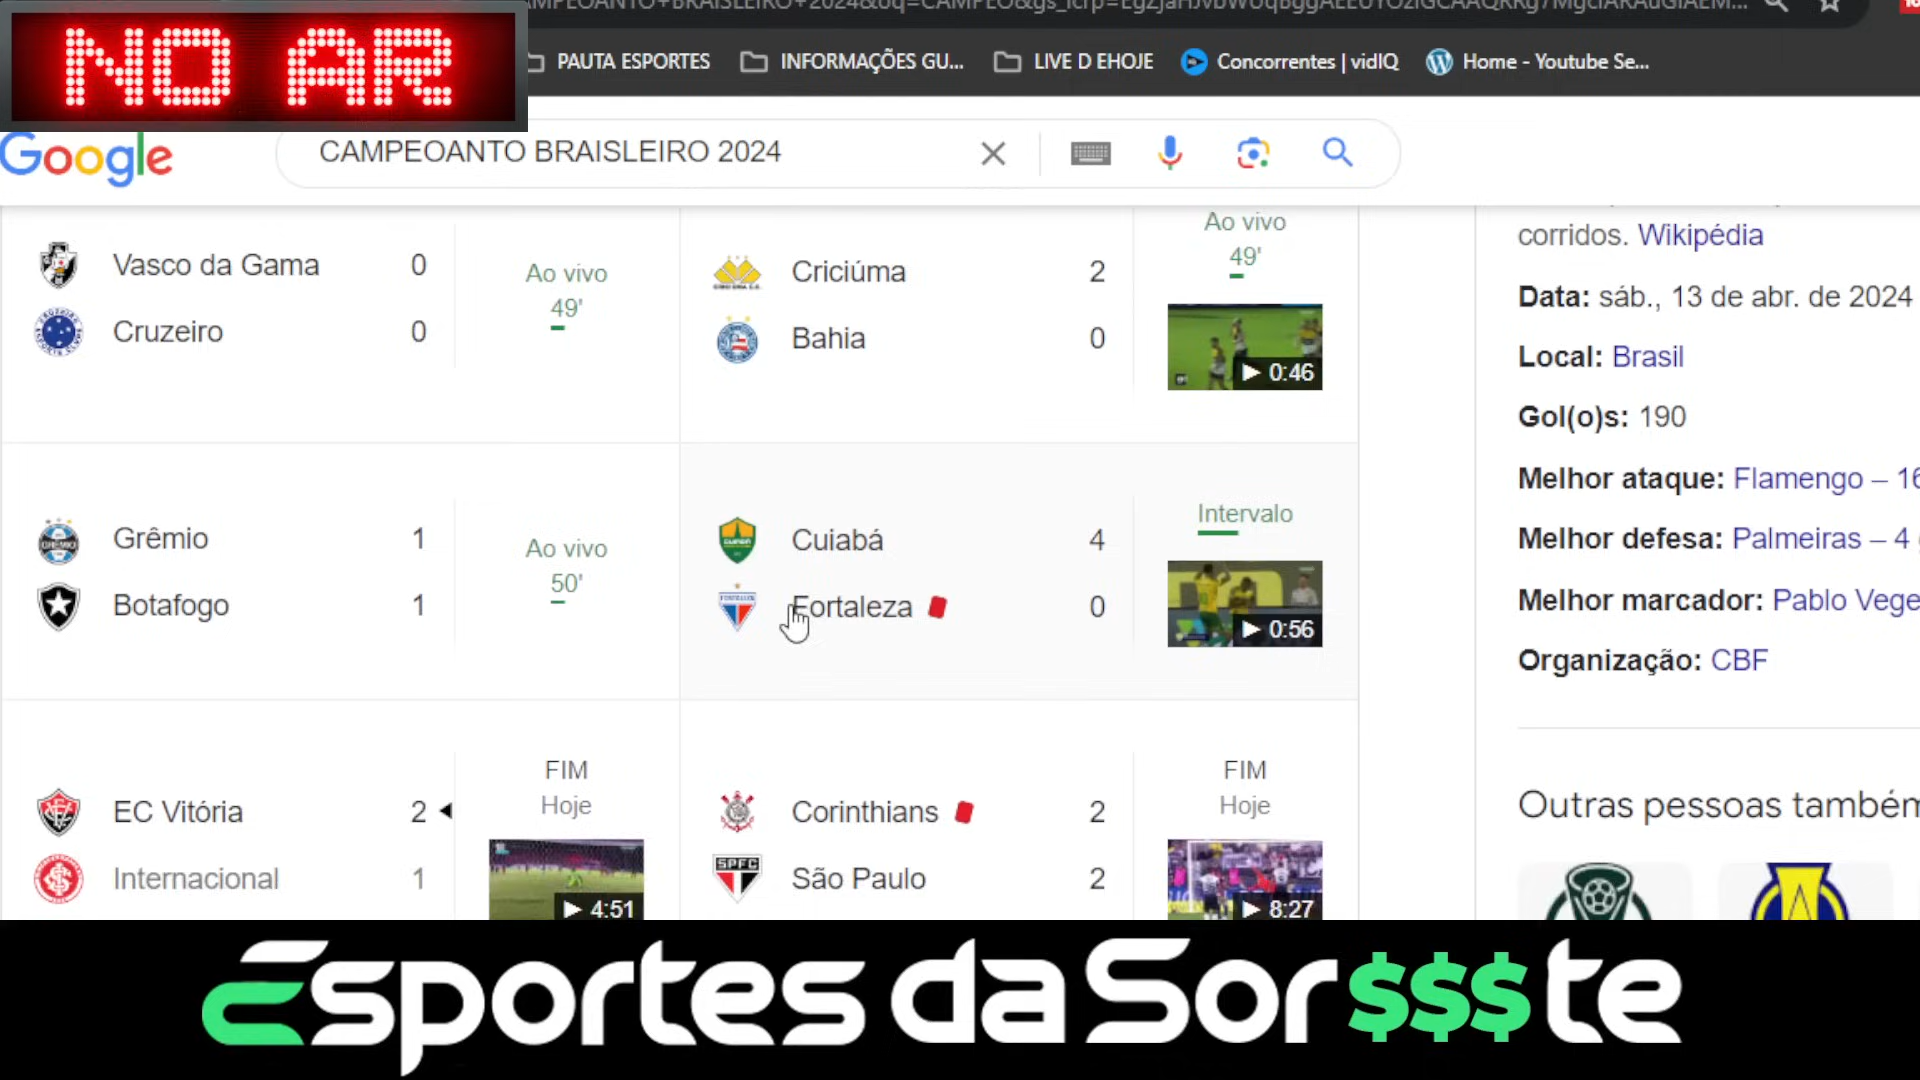 NO AR
PAUTA ESPORTES
INFORMAÇÕES GU...
LIVE D EHOJE
Concorrentes | vidIQ
Home - Youtube Se...
Google
CAMPEOANTO BRAISLEIRO 2024
Vasco da Gama 0
Cruzeiro 0
Ao vivo
49'
Criciúma 2
Bahia 0
Ao vivo
49'
0:46
Grêmio 1
Botafogo 1
Ao vivo
50'
Cuiabá 4
Fortaleza 0
Intervalo
0:56
EC Vitória 2
Internacional 1
FIM
Hoje
4:51
Corinthians 2
São Paulo 2
SPFC
FIM
Hoje
8:27
corridos. Wikipédia
Data: sáb., 13 de abr. de 2024
Local: Brasil
Gol(o)s: 190
Melhor ataque: Flamengo – 16
Melhor defesa: Palmeiras – 4
Melhor marcador: Pablo Vege
Organização: CBF
Outras pessoas também
Esportes da Sor$$$te